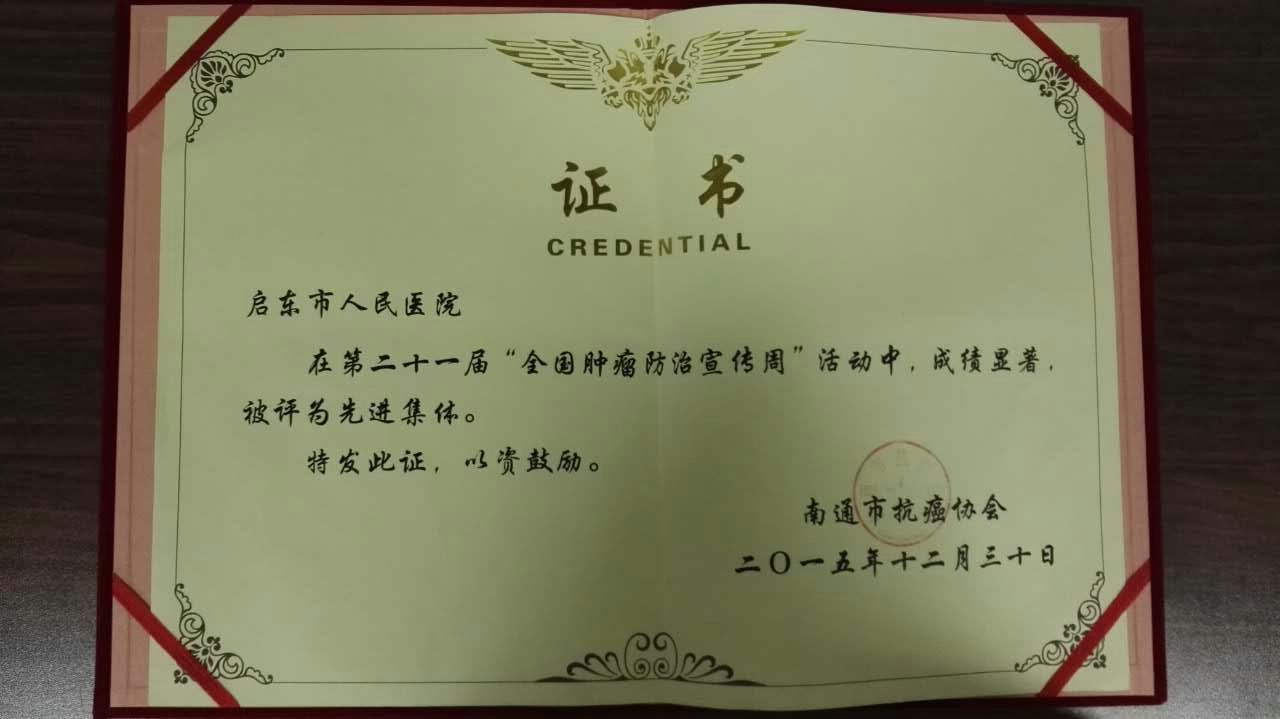 证书
CREDENTIAL
启东市人民医院
在第二十一届“全国肿瘤防治宣传周”活动中，成绩显著，
被评为先进集体。
特发此证，以资鼓励。
南通市抗癌协会
二〇一五年十二月三十日